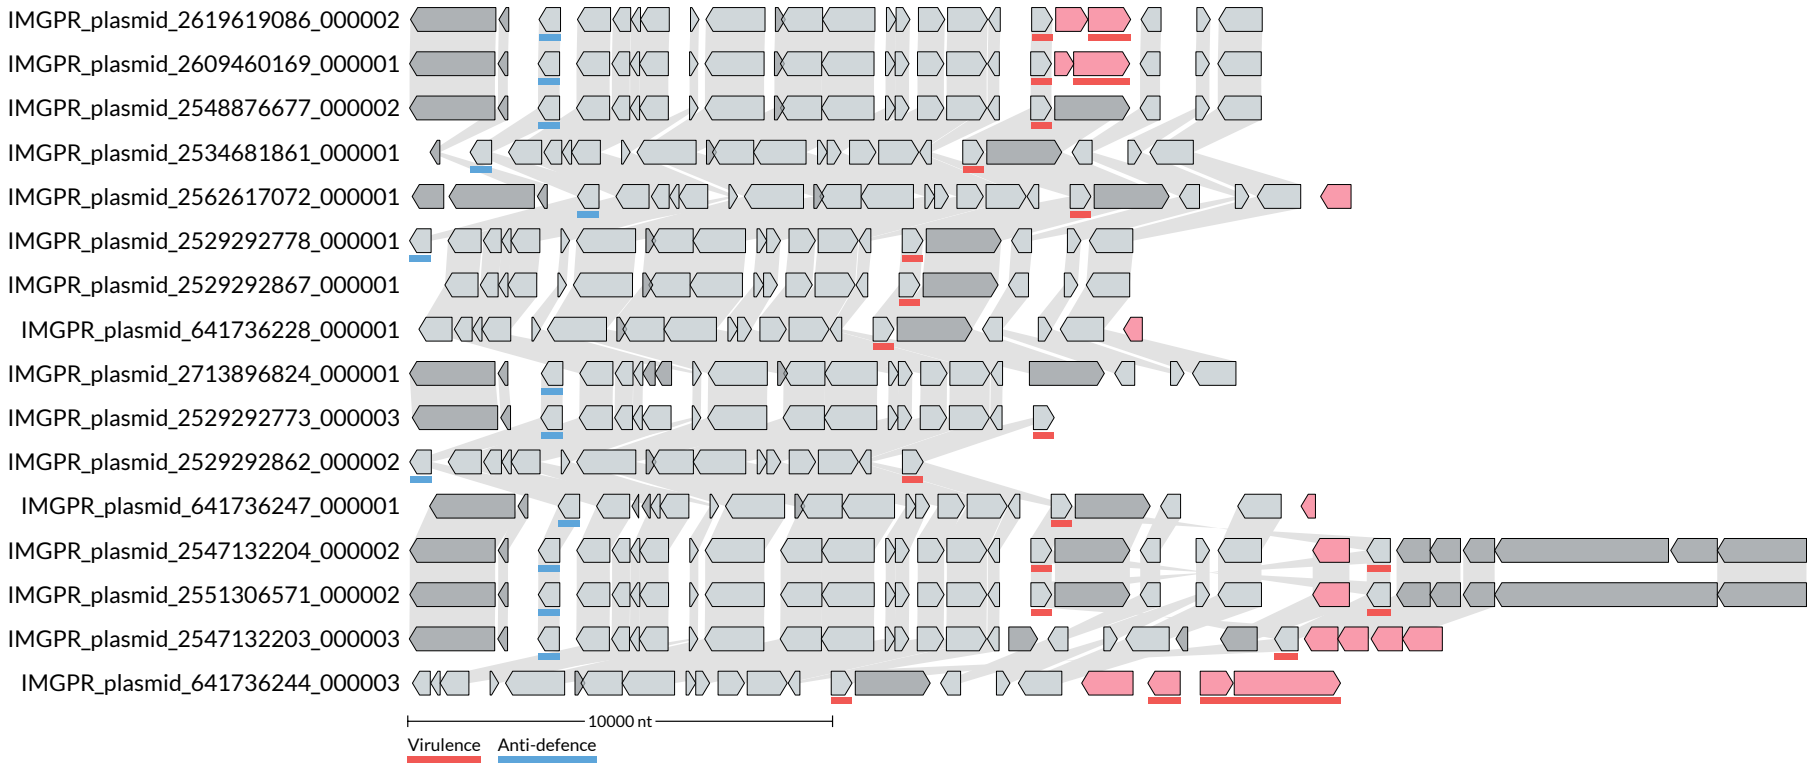 IMGPR_plasmid_2619619086_000002
IMGPR_plasmid_2609460169_000001
IMGPR_plasmid_2548876677_000002
IMGPR_plasmid_2534681861_000001
IMGPR_plasmid_2562617072_000001
IMGPR_plasmid_2529292778_000001
IMGPR_plasmid_2529292867_000001
IMGPR_plasmid_641736228_000001
IMGPR_plasmid_2713896824_000001
IMGPR_plasmid_2529292773_000003
IMGPR_plasmid_2529292862_000002
IMGPR_plasmid_641736247_000001
IMGPR_plasmid_2547132204_000002
IMGPR_plasmid_2551306571_000002
IMGPR_plasmid_2547132203_000003
IMGPR_plasmid_641736244_000003
10000 nt
Virulence Anti-defence